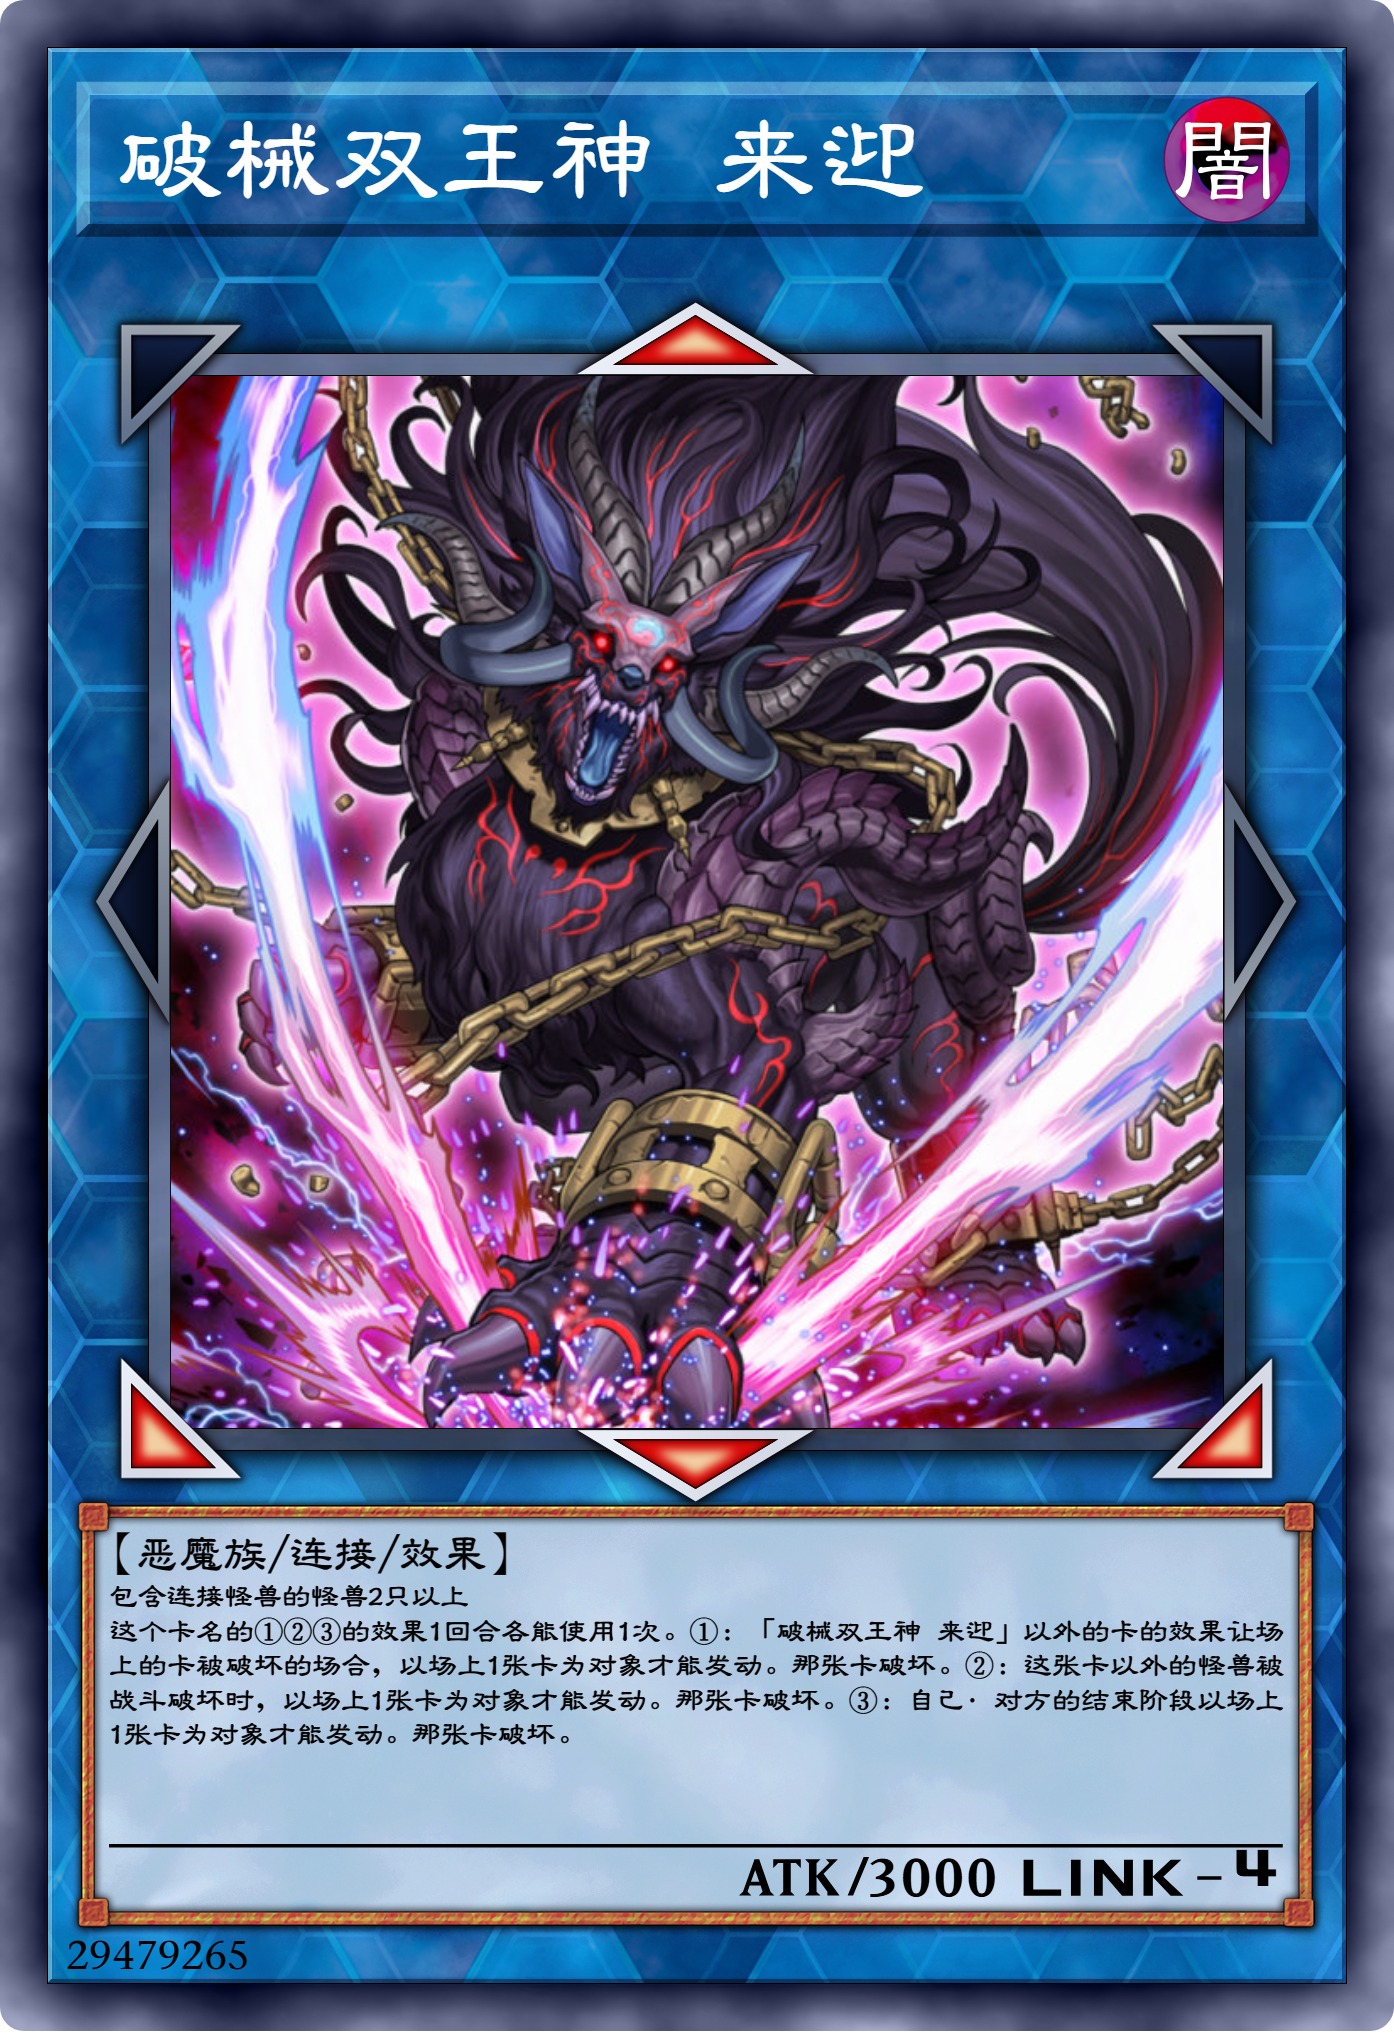 破械双王神 来迎
闇
【恶魔族/连接/效果】
包含连接怪兽的怪兽2只以上
这个卡名的①②③的效果1回合各能使用1次。①：「破械双王神 来迎」以外的卡的效果让场
上的卡被破坏的场合，以场上1张卡为对象才能发动。那张卡破坏。②：这张卡以外的怪兽被
战斗破坏时，以场上1张卡为对象才能发动。那张卡破坏。③：自己·对方的结束阶段以场上
1张卡为对象才能发动。那张卡破坏。
ATK/3000 LINK-4
29479265